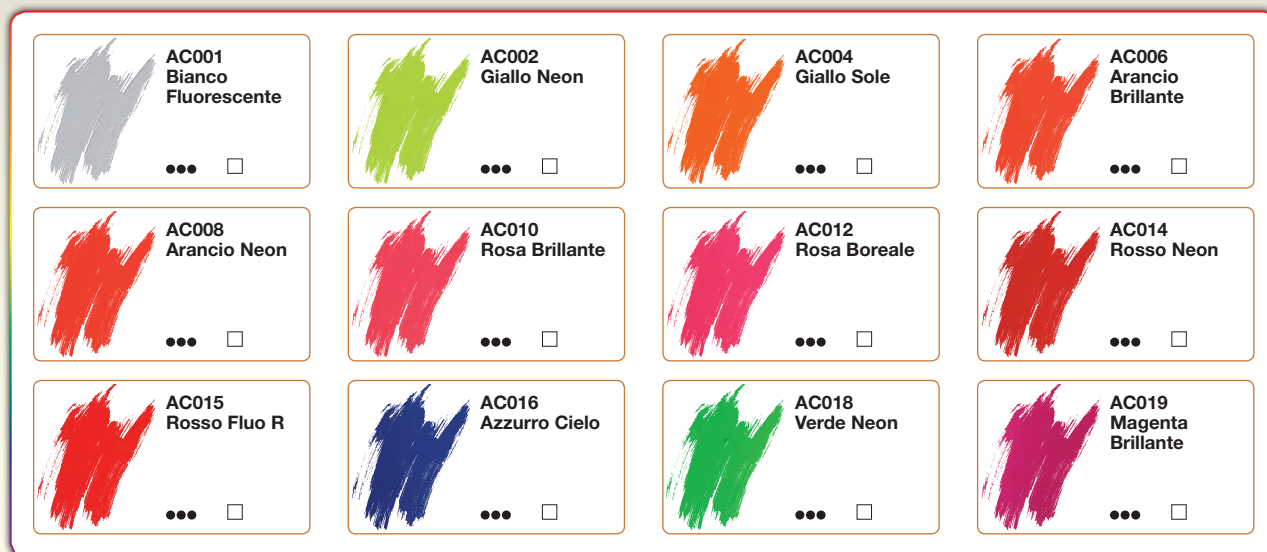 AC001
Bianco
Fluorescente
AC002
Giallo Neon
AC004
Giallo Sole
AC006
Arancio
Brillante
AC008
Arancio Neon
AC010
Rosa Brillante
AC012
Rosa Boreale
AC014
Rosso Neon
AC015
Rosso Fluo R
AC016
Azzurro Cielo
AC018
Verde Neon
AC019
Magenta
Brillante